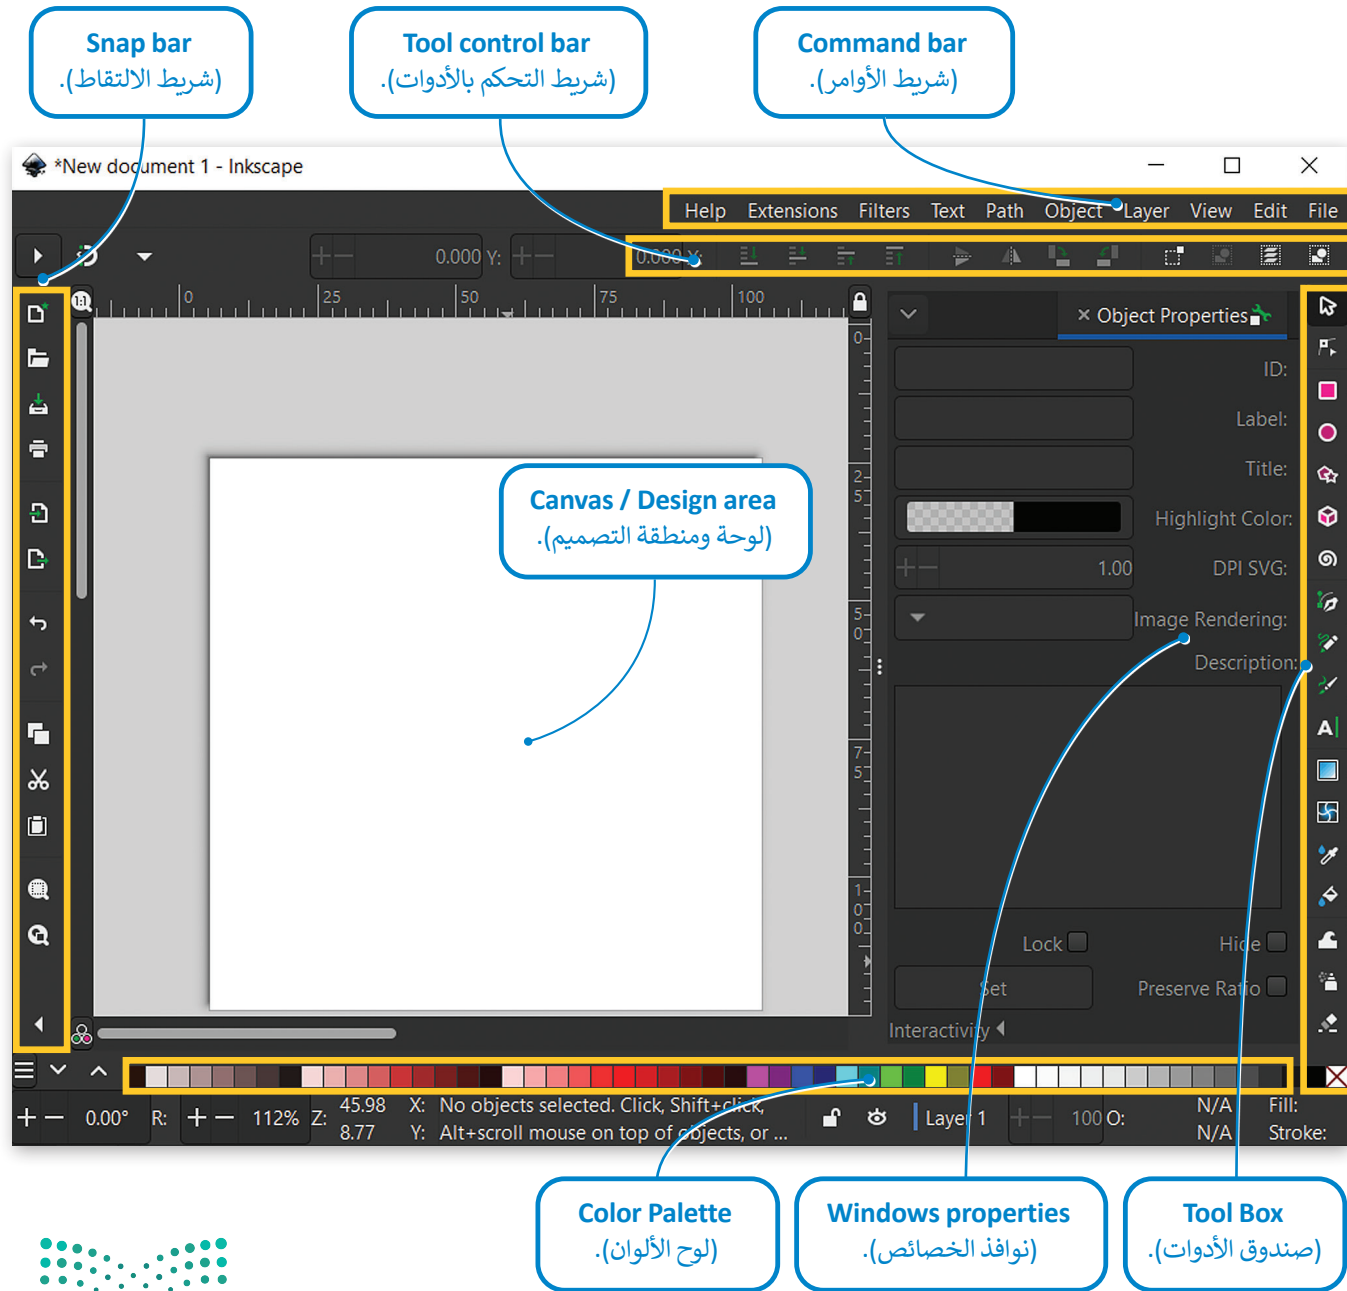 Snap bar
(شريط الالتقاط).
Tool control bar
(شريط التحكم بالأدوات).
Command bar
(شريط الأوامر).
*New document 1 - Inkscape
Help Extensions Filters Text Path Object Layer View Edit File
0.000 Y: 0.000 X:
0 25 50 75 100
Object Properties
ID:
Label:
Title:
Highlight Color:
1.00 DPI SVG:
Image Rendering:
Description:
Lock Hide
Set Preserve Ratio
Interactivity
0
25
50
75
100
Canvas / Design area
(لوحة ومنطقة التصميم).
0.00° R: 112% Z: 45.98 X: No objects selected. Click, Shift+click, Layer 1 100 O: N/A Fill:
8.77 Y: Alt+scroll mouse on top of objects, or ... N/A Stroke:
Color Palette
(لوح الألوان).
Windows properties
(نوافذ الخصائص).
Tool Box
(صندوق الأدوات).